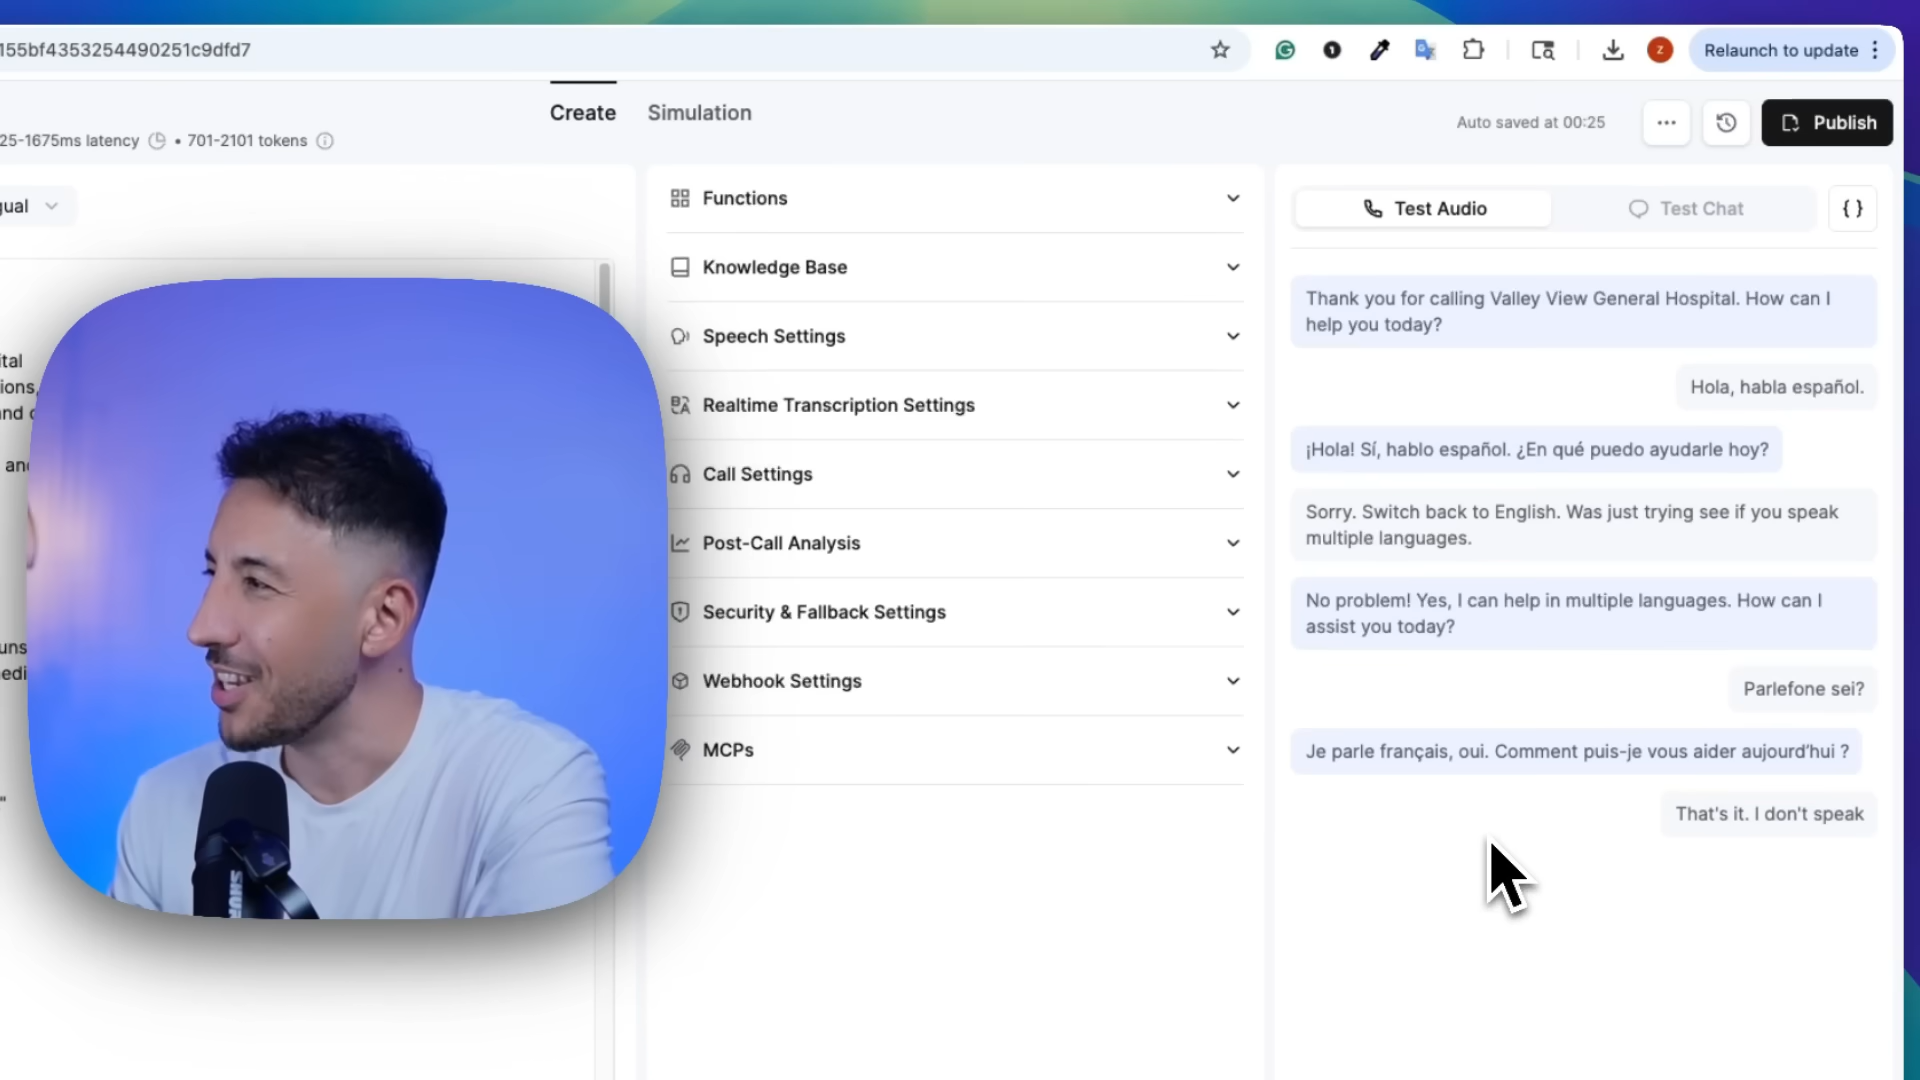 155bf4353254490251c9dfd7
Relaunch to update
Create
Simulation
Auto saved at 00:25
Publish
25-1675ms latency
• 701-2101 tokens
gual
ital
ions,
and
and
uns
edi
"
SHUR
Functions
Knowledge Base
Speech Settings
Realtime Transcription Settings
Call Settings
Post-Call Analysis
Security & Fallback Settings
Webhook Settings
MCPs
Test Audio
Test Chat
{ }
Thank you for calling Valley View General Hospital. How can I
help you today?
Hola, habla español.
¡Hola! Sí, hablo español. ¿En qué puedo ayudarle hoy?
Sorry. Switch back to English. Was just trying see if you speak
multiple languages.
No problem! Yes, I can help in multiple languages. How can I
assist you today?
Parlefone sei?
Je parle français, oui. Comment puis-je vous aider aujourd'hui ?
That's it. I don't speak